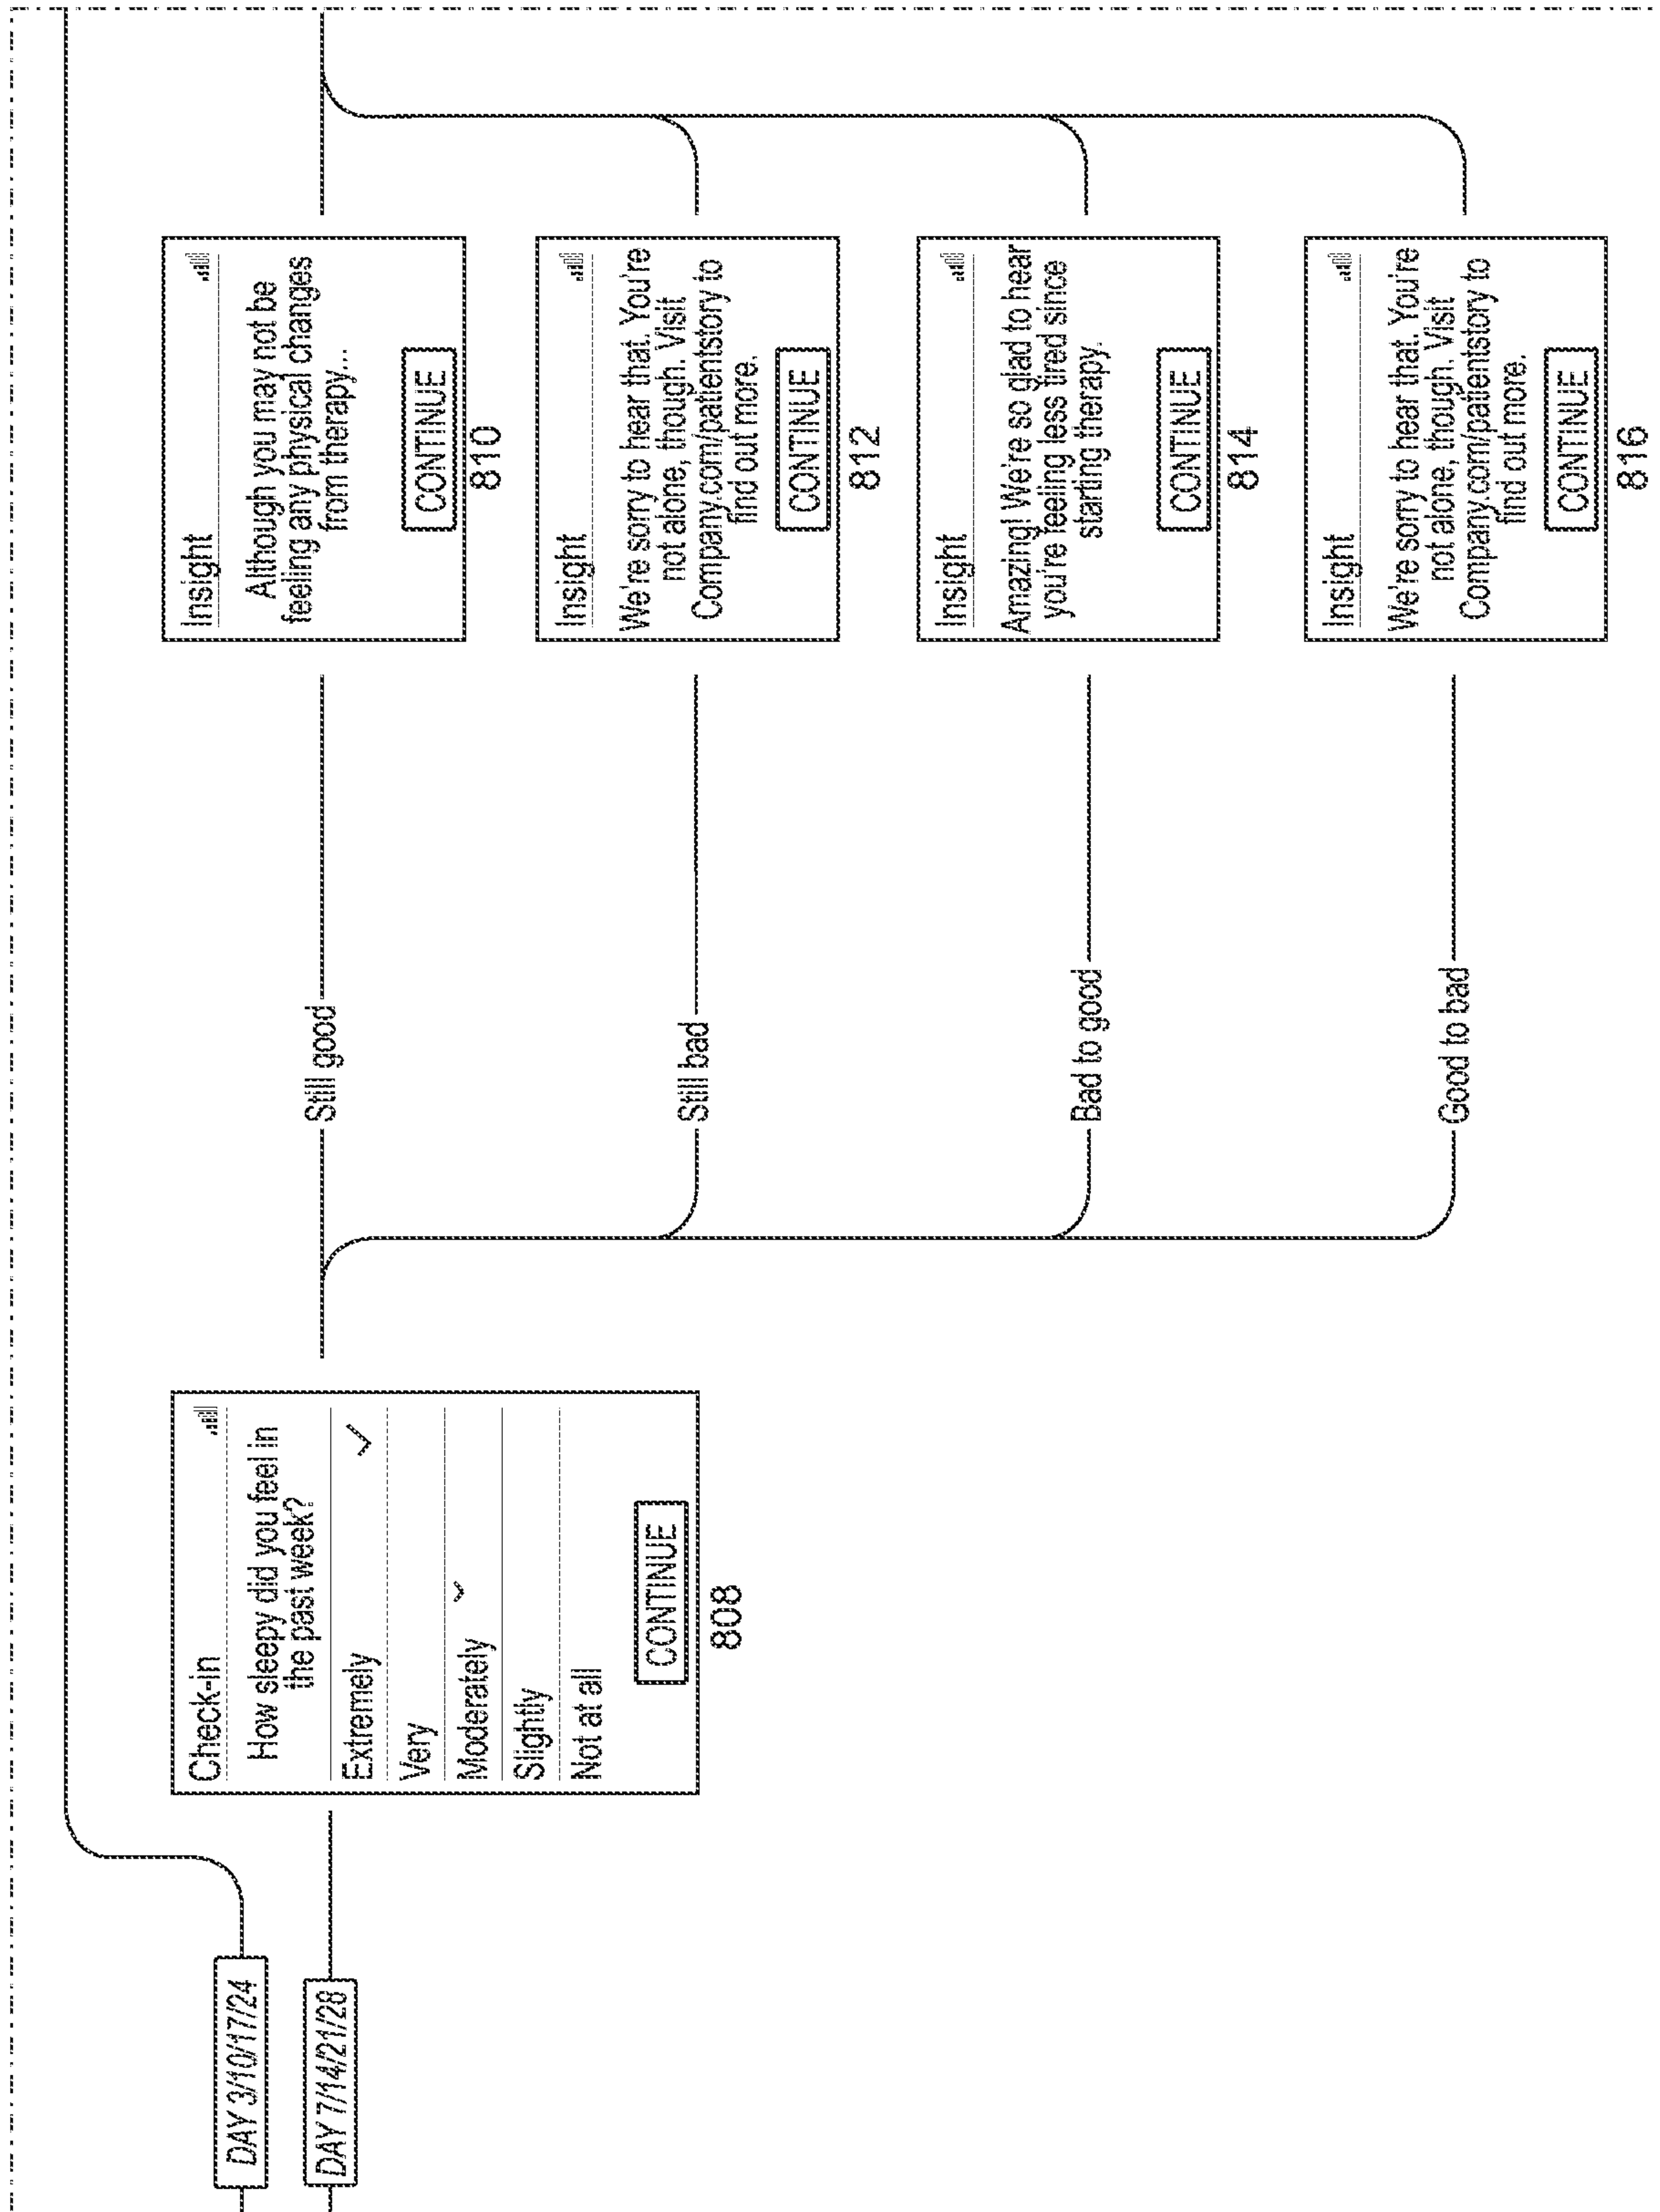 DAY 3/10/17/24
DAY 7/14/21/28
Check-in
How sleepy did you feel in
the past week?
Extremely
Very
Moderately
Slightly
Not at all
CONTINUE
808
Still good
Still bad
Bad to good
Good to bad
Insight
Although you may not be
feeling any physical changes
from therapy...
CONTINUE
810
Insight
We're sorry to hear that. You're
not alone, though. Visit
Company.com/patientstory to
find out more.
CONTINUE
812
Insight
Amazing! We're so glad to hear
you're feeling less tired since
starting therapy.
CONTINUE
814
Insight
We're sorry to hear that. You're
not alone, though. Visit
Company.com/patientstory to
find out more.
CONTINUE
816